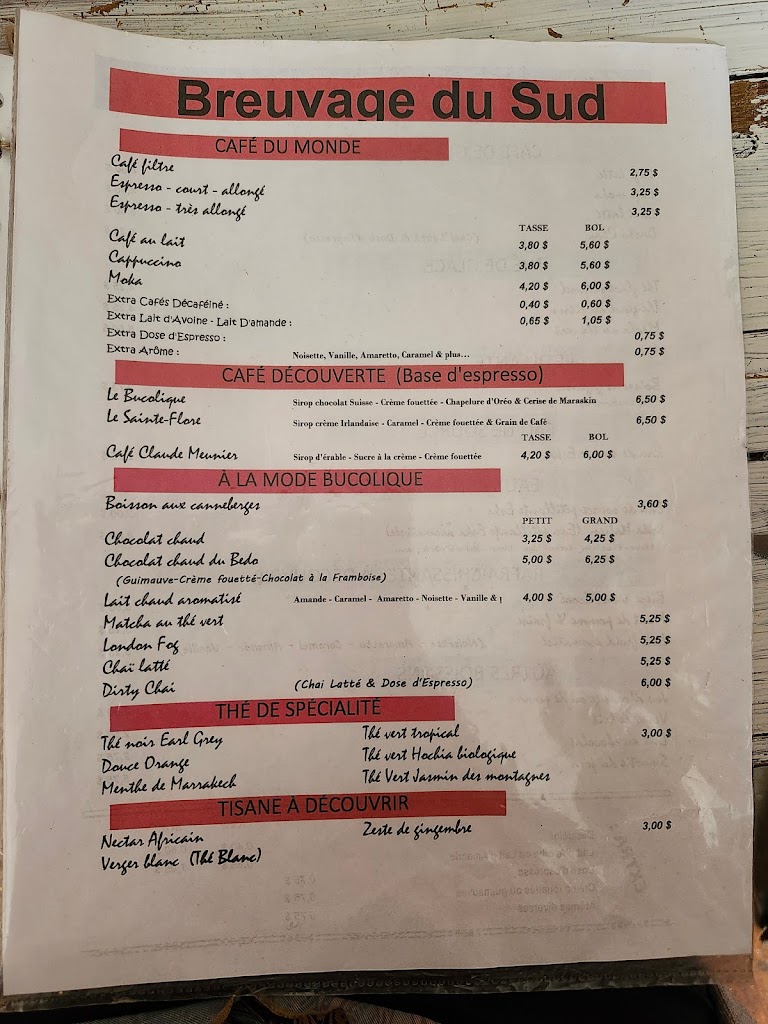 Breuvage du Sud
CAFÉ DU MONDE
Café filtre 2,75 $
Espresso - court - allongé 3,25 $
Espresso - très allongé 3,25 $
TASSE BOL
Café au lait 3,80 $ 5,60 $
Cappuccino 3,80 $ 5,60 $
Moka 4,20 $ 6,00 $
Extra Cafés Décaféiné : 0,40 $ 0,60 $
Extra Lait d'Avoine - Lait D'amande : 0,65 $ 1,05 $
Extra Dose d'Espresso : 0,75 $
Extra Arôme : Noisette, Vanille, Amaretto, Caramel & plus... 0,75 $
CAFÉ DÉCOUVERTE (Base d'espresso)
Le Bucolique Sirop chocolat Suisse - Crème fouettée - Chapelure d'Oréo & Cerise de Maraskin 6,50 $
Le Sainte-Flore Sirop crème Irlandaise - Caramel - Crème fouettée & Grain de Café 6,50 $
TASSE BOL
Café Claude Meunier Sirop d'érable - Sucre à la crème - Crème fouettée 4,20 $ 6,00 $
À LA MODE BUCOLIQUE
Boisson aux canneberges 3,60 $
PETIT GRAND
Chocolat chaud 3,25 $ 4,25 $
Chocolat chaud du Bedo 5,00 $ 6,25 $
(Guimauve-Crème fouetté-Chocolat à la Framboise)
Lait chaud aromatisé Amande - Caramel - Amaretto - Noisette - Vanille & 4,00 $ 5,00 $
Matcha au thé vert 5,25 $
London Fog 5,25 $
Chaï latté 5,25 $
Dirty Chai (Chai Latté & Dose d'Espresso) 6,00 $
THÉ DE SPÉCIALITÉ
Thé noir Earl Grey Thé vert tropical 3,00 $
Douce Orange Thé vert Hochia biologique
Menthe de Marrakech Thé Vert Jasmin des montagnes
TISANE À DÉCOUVRIR
Nectar Africain Zeste de gingembre 3,00 $
Verger blanc (Thé Blanc)